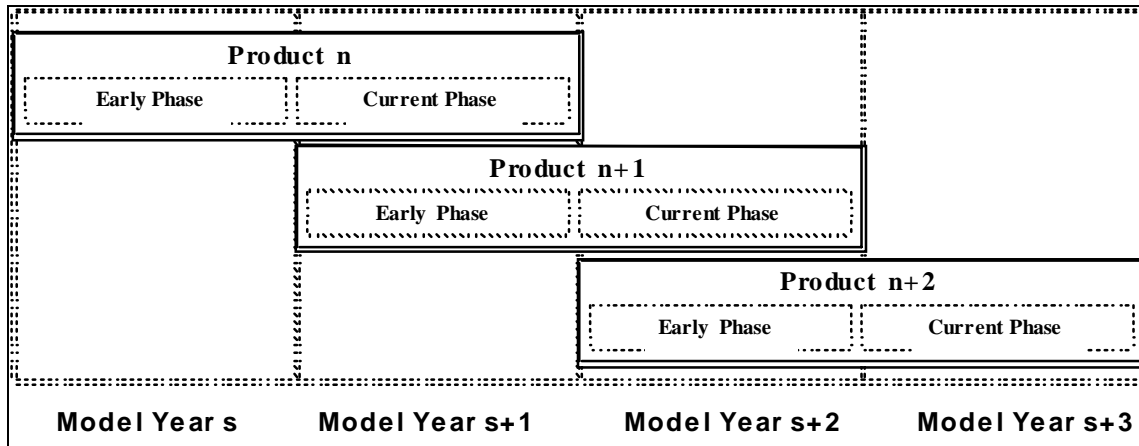 Product n
Early Phase Current Phase
Product n+1
Early Phase Current Phase
Product n+2
Early Phase Current Phase
Model Year s Model Year s+1 Model Year s+2 Model Year s+3